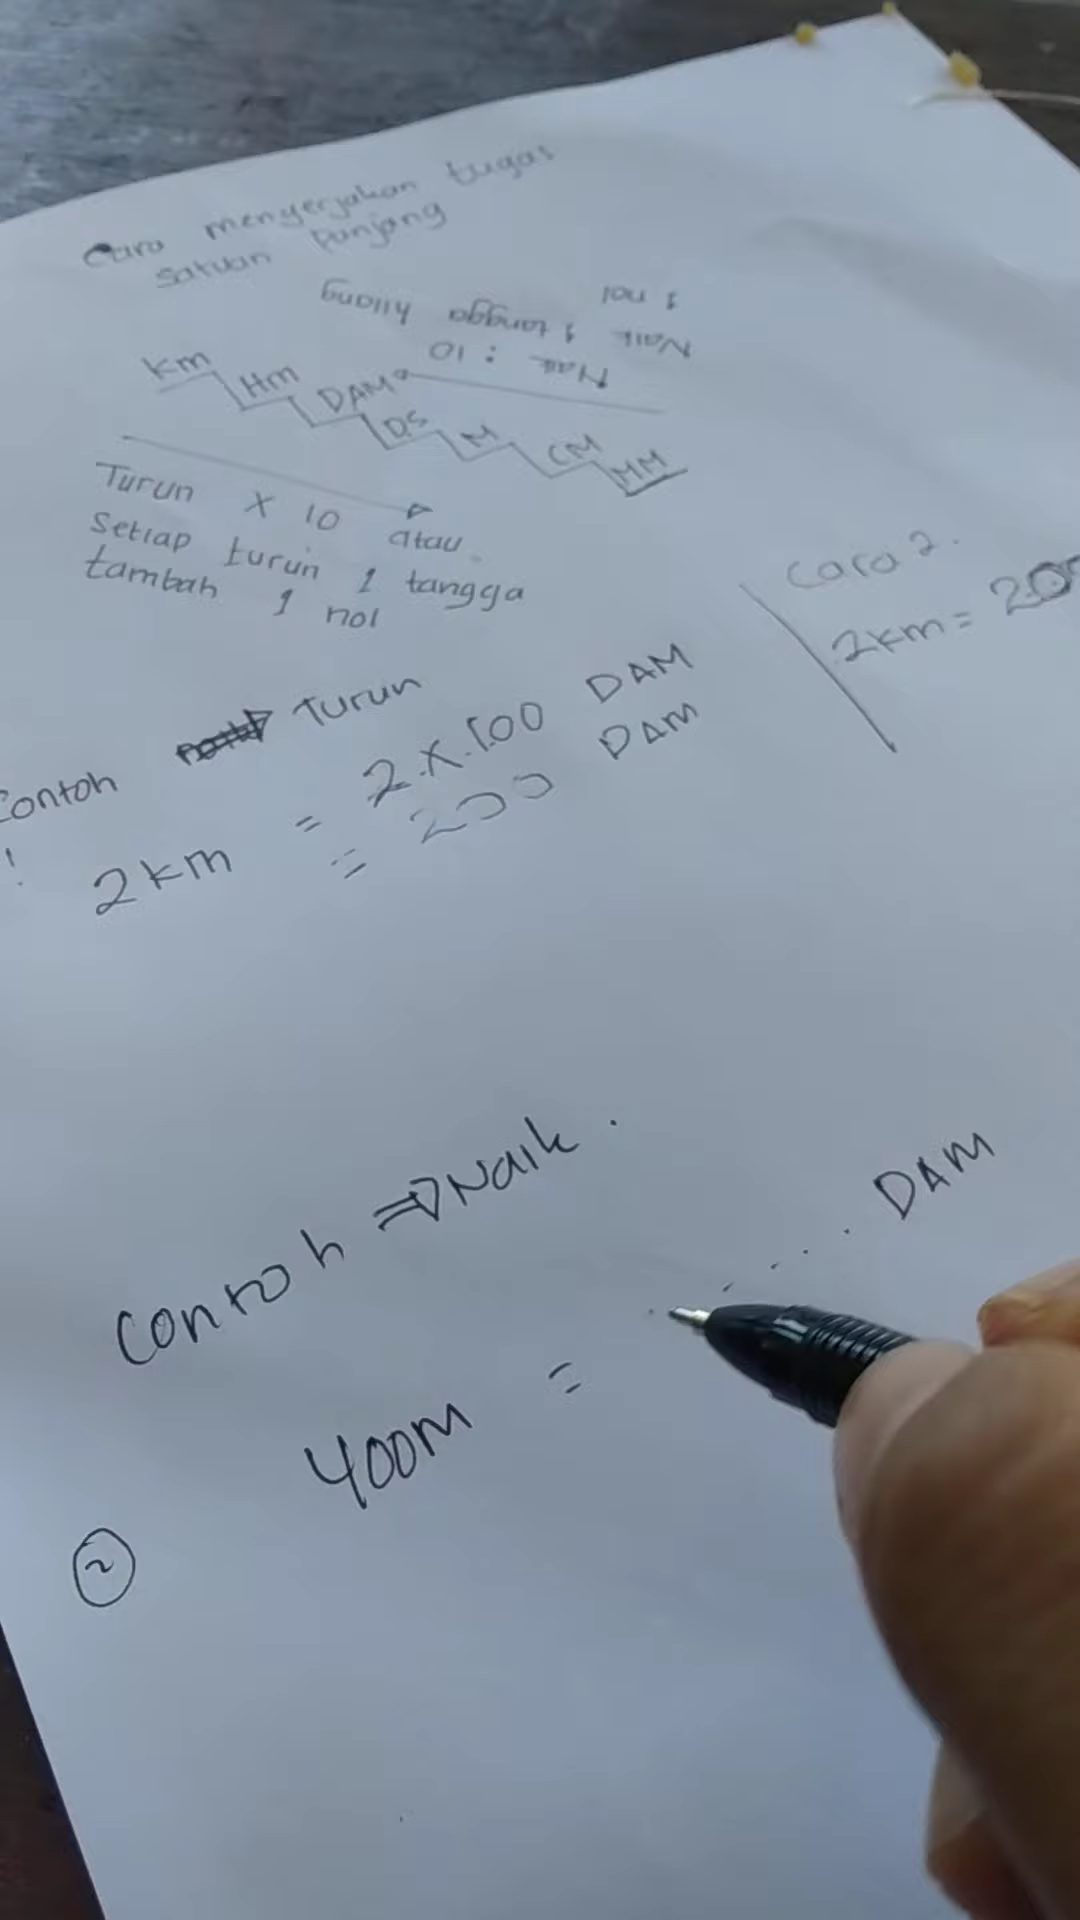 Cara mengerjakan tugas
satuan Panjang
Naik : 10
Naik 1 tangga hilang
1 nol
Km
Hm
DAM
DS
M
CM
MM
Turun X 10 atau
Setiap turun 1 tangga
tambah 1 nol
Cara 2.
2km = 200
Contoh Turun
! 2km = 2 x 100 DAM
= 200 DAM
Contoh ⇒ Naik.
② 400m = .... DAM